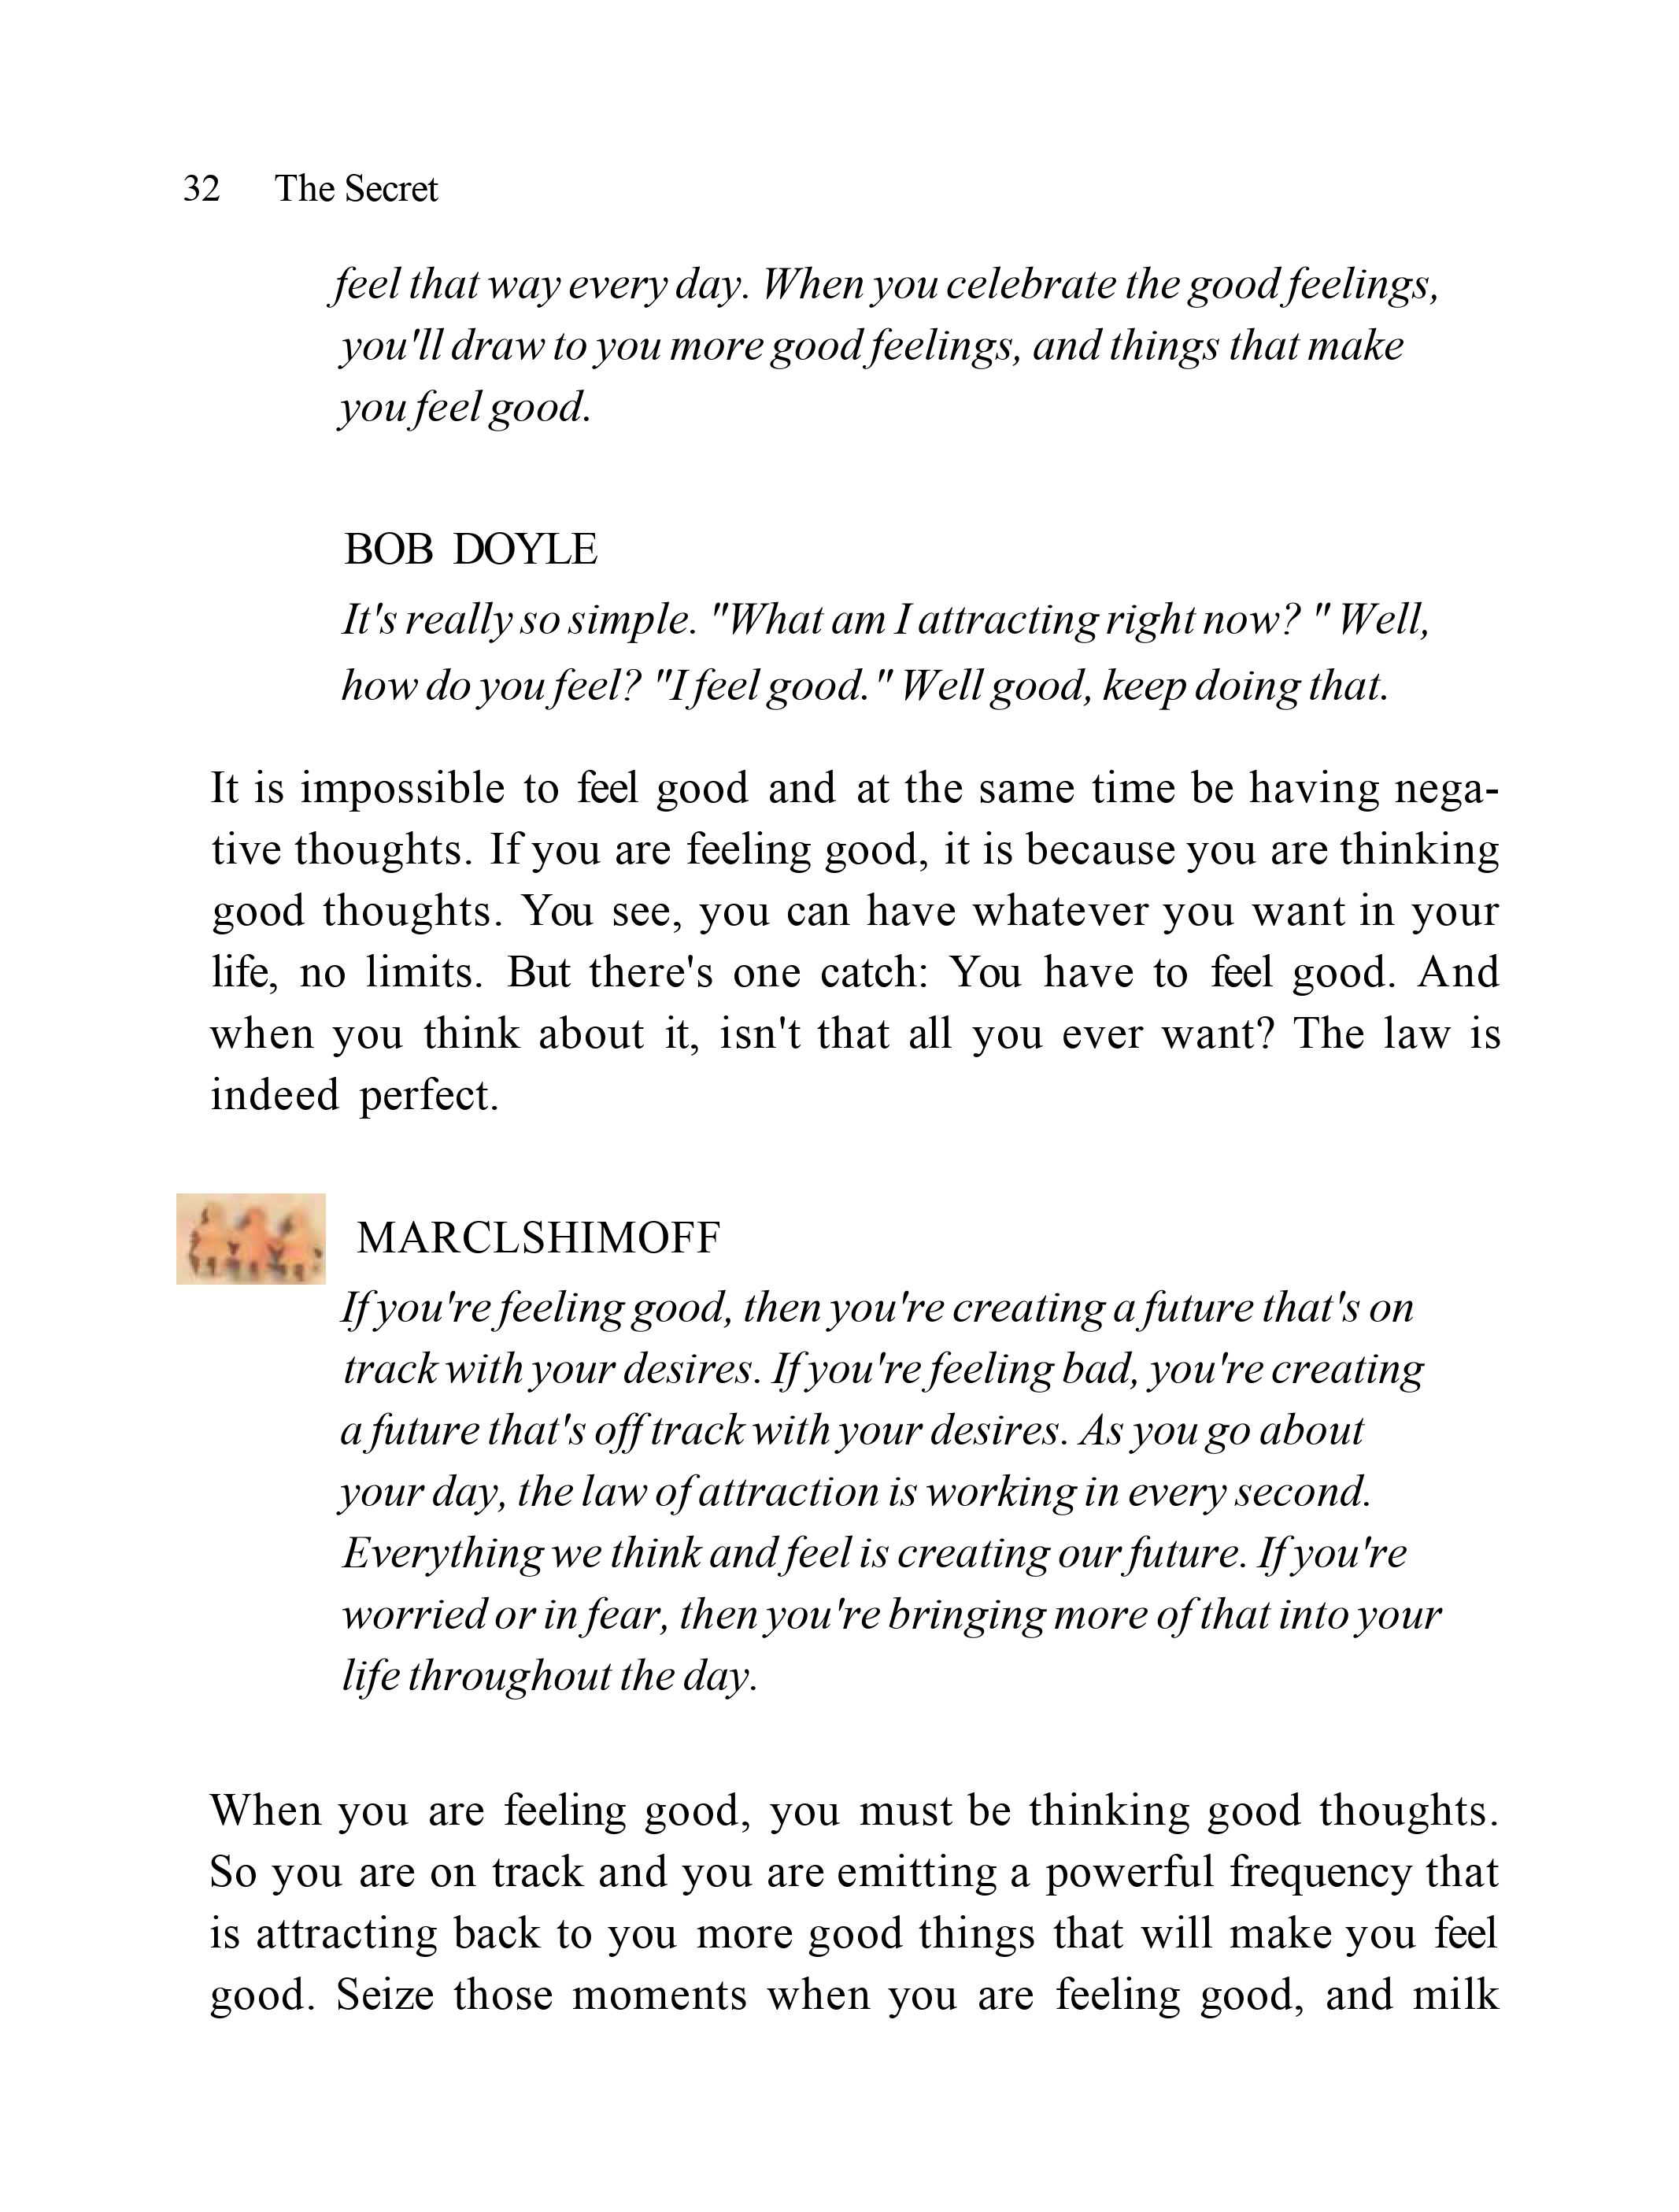 32 The Secret
feel that way every day. When you celebrate the good feelings,
you'll draw to you more good feelings, and things that make
you feel good.
BOB DOYLE
It's really so simple. "What am I attracting right now? " Well,
how do you feel? "I feel good." Well good, keep doing that.
It is impossible to feel good and at the same time be having nega-
tive thoughts. If you are feeling good, it is because you are thinking
good thoughts. You see, you can have whatever you want in your
life, no limits. But there's one catch: You have to feel good. And
when you think about it, isn't that all you ever want? The law is
indeed perfect.
MARCLSHIMOFF
If you're feeling good, then you're creating a future that's on
track with your desires. If you're feeling bad, you're creating
a future that's off track with your desires. As you go about
your day, the law of attraction is working in every second.
Everything we think and feel is creating our future. If you're
worried or in fear, then you're bringing more of that into your
life throughout the day.
When you are feeling good, you must be thinking good thoughts.
So you are on track and you are emitting a powerful frequency that
is attracting back to you more good things that will make you feel
good. Seize those moments when you are feeling good, and milk